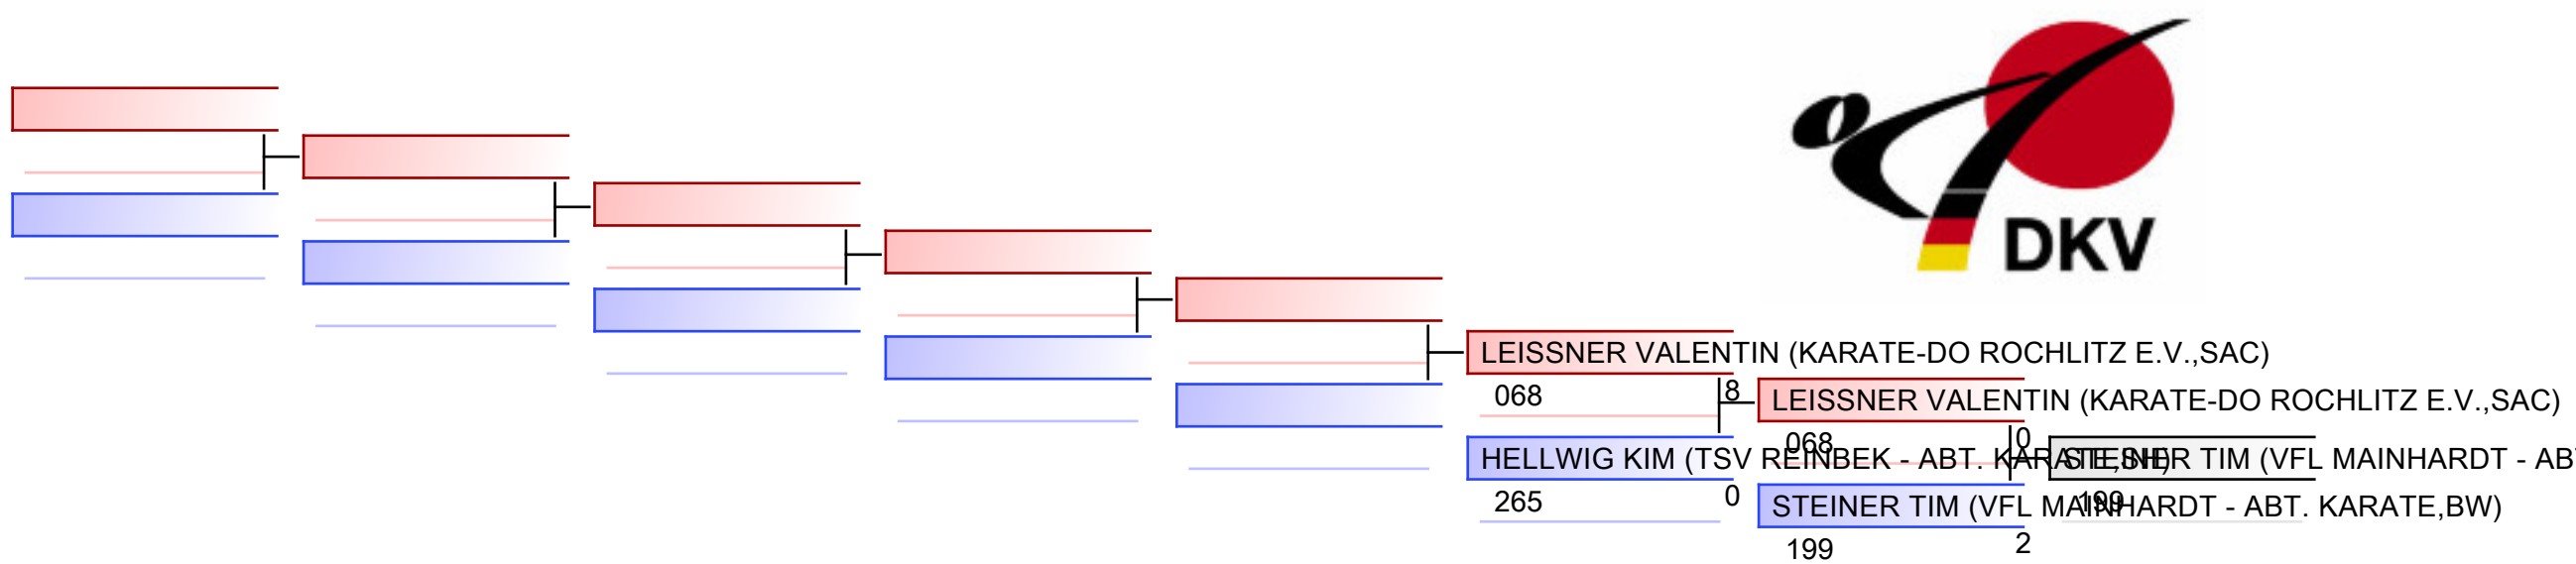 DKV
LEISSNER VALENTIN (KARATE-DO ROCHLITZ E.V.,SAC)
068
8
LEISSNER VALENTIN (KARATE-DO ROCHLITZ E.V.,SAC)
068
0
HELLWIG KIM (TSV REINBEK - ABT. KARATE,SH)
STEINER TIM (VFL MAINHARDT - AB
265
0
STEINER TIM (VFL MAINHARDT - ABT. KARATE,BW)
199
199
2